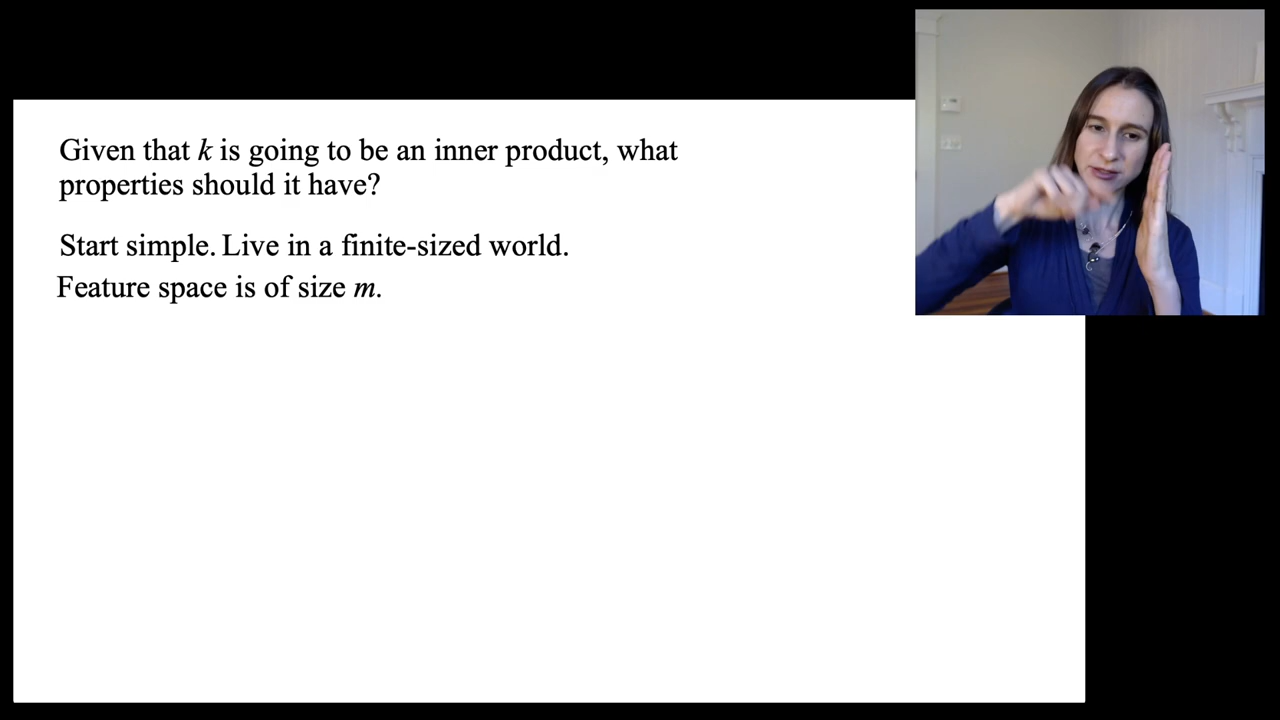 Given that k is going to be an inner product, what
properties should it have?
Start simple. Live in a finite-sized world.
Feature space is of size m.